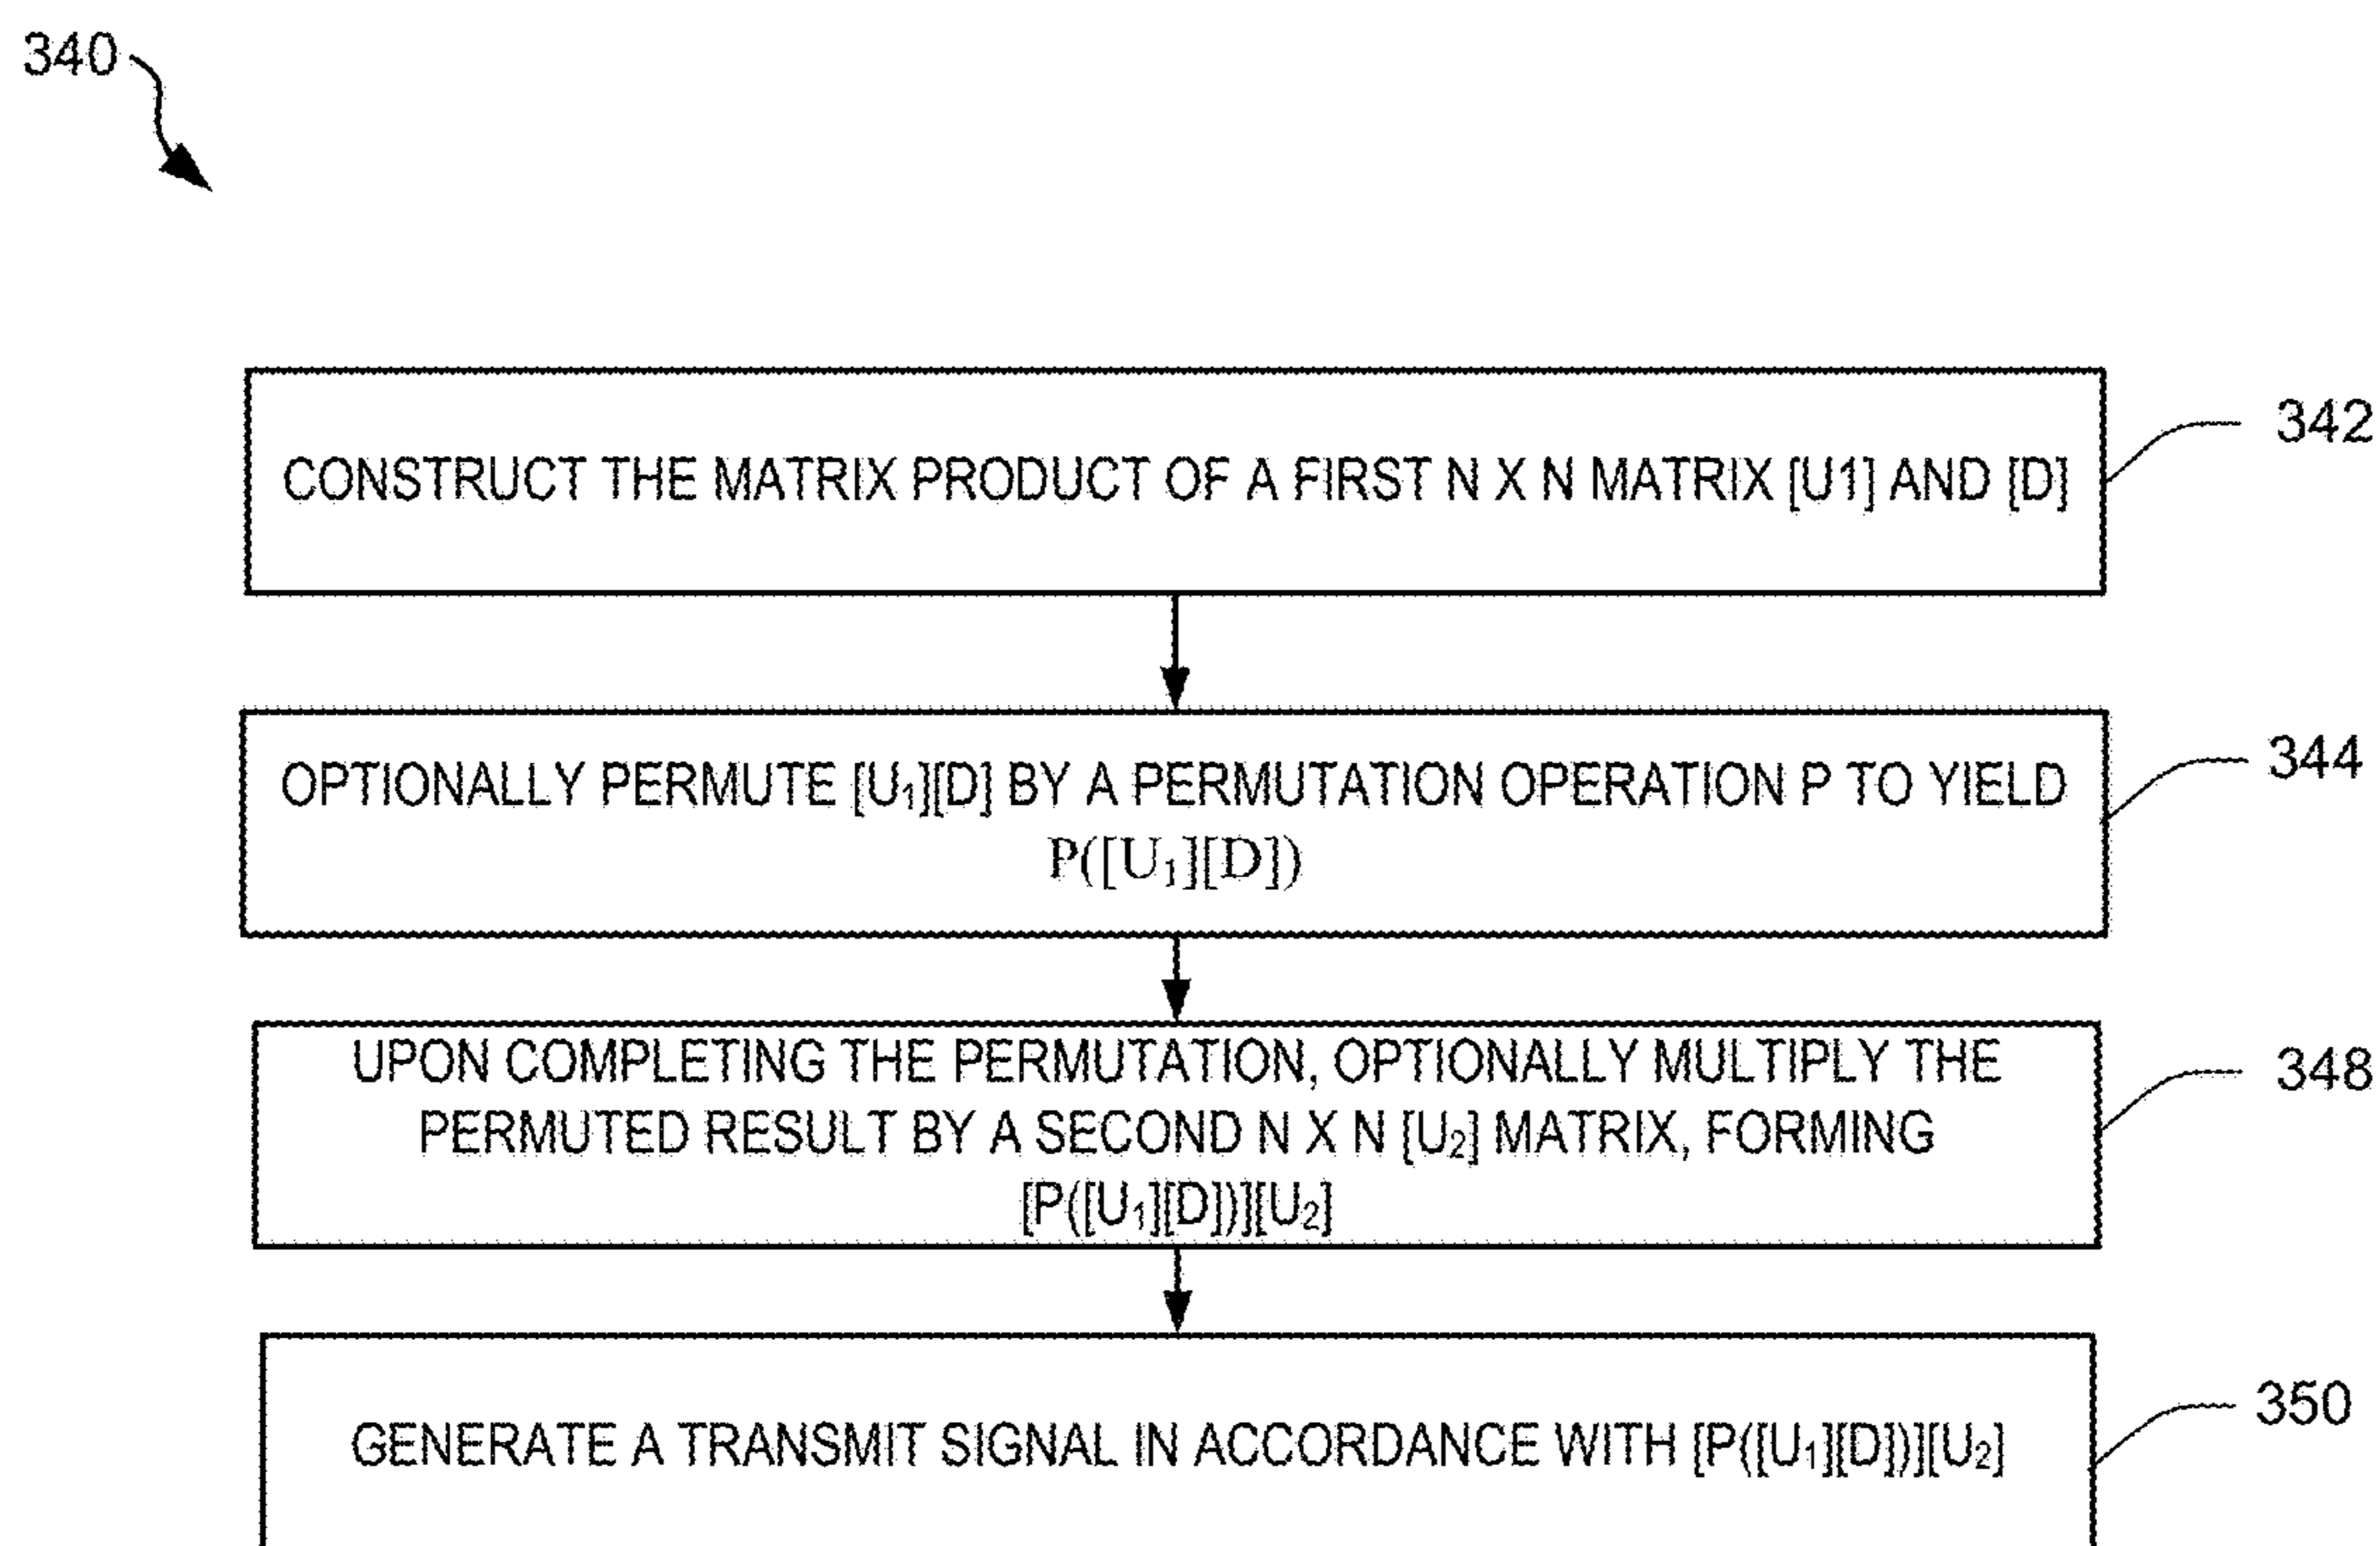 340
CONSTRUCT THE MATRIX PRODUCT OF A FIRST N X N MATRIX [U1] AND [D]
342
OPTIONALLY PERMUTE [U₁][D] BY A PERMUTATION OPERATION P TO YIELD
P([U₁][D])
344
UPON COMPLETING THE PERMUTATION, OPTIONALLY MULTIPLY THE
PERMUTED RESULT BY A SECOND N X N [U₂] MATRIX, FORMING
[P([U₁][D])][U₂]
348
GENERATE A TRANSMIT SIGNAL IN ACCORDANCE WITH [P([U₁][D])][U₂]
350